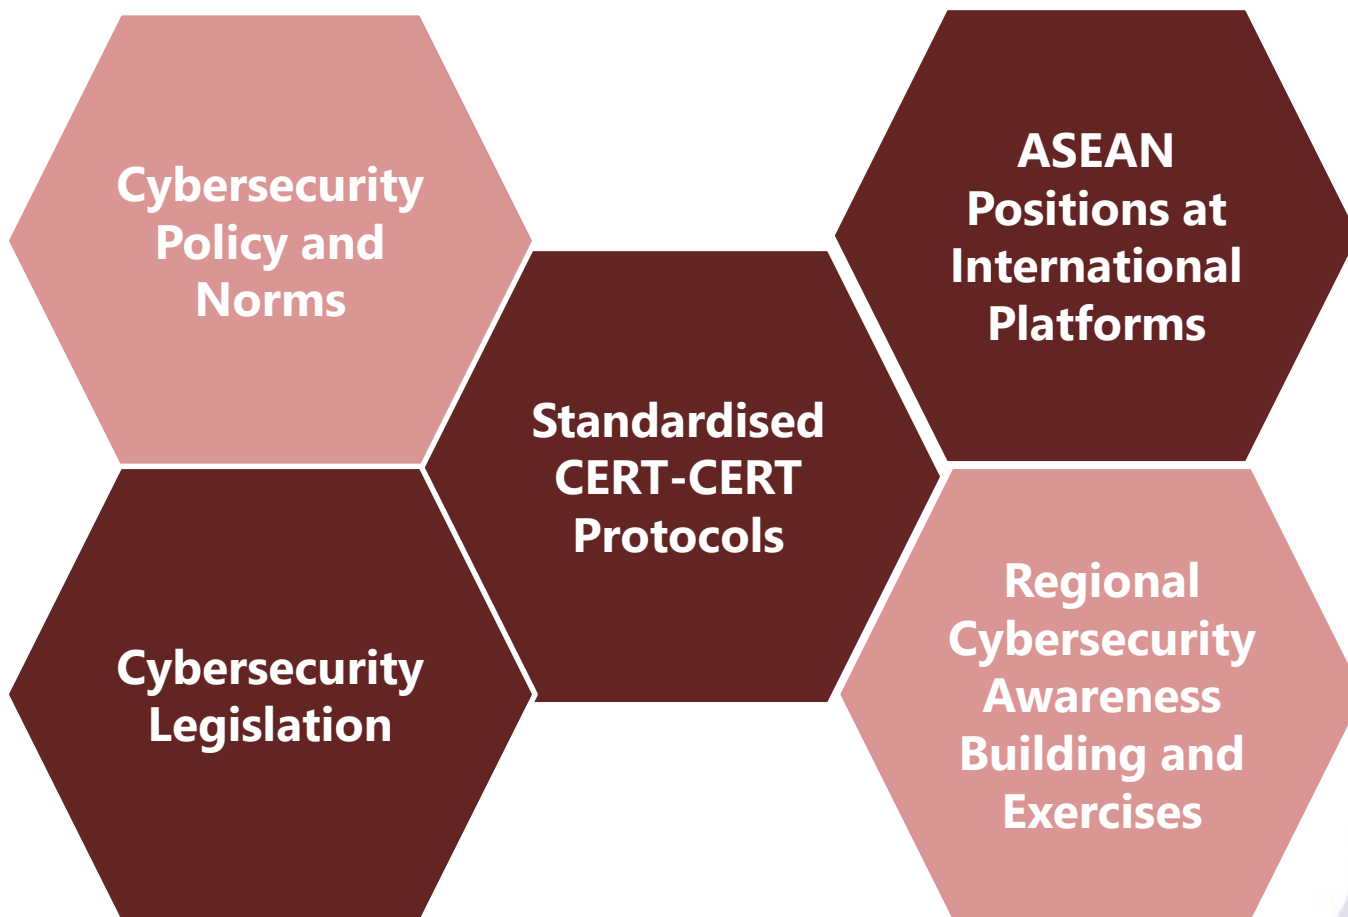 Cybersecurity
Policy and
Norms
ASEAN
Positions at
International
Platforms
Standardised
CERT-CERT
Protocols
Cybersecurity
Legislation
Regional
Cybersecurity
Awareness
Building and
Exercises